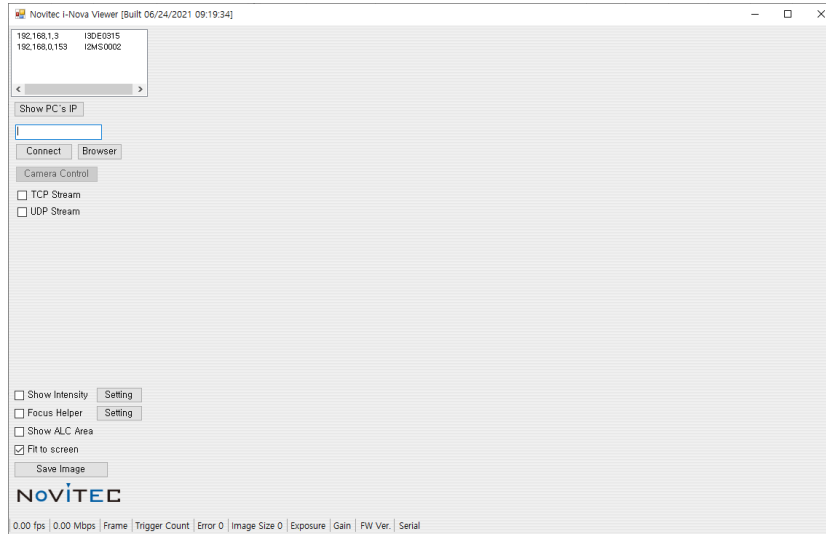 Novitec i-Nova Viewer [Built 06/24/2021 09:19:34]
192,168,1,3 I3DE0315
192,168,0,153 I2MS0002
Show PC's IP
Connect Browser
Camera Control
TCP Stream
UDP Stream
Show Intensity Setting
Focus Helper Setting
Show ALC Area
Fit to screen
Save Image
NOVITEC
0.00 fps 0.00 Mbps Frame Trigger Count Error 0 Image Size 0 Exposure Gain FW Ver. Serial